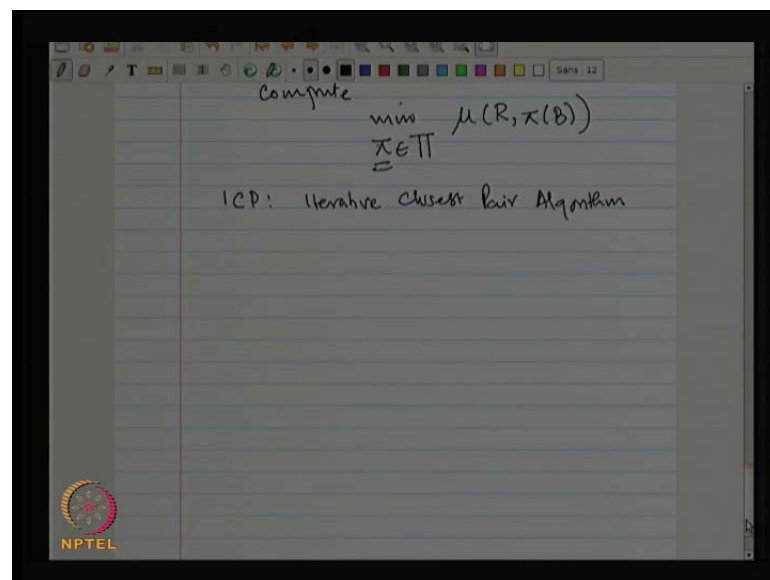 T Sans 12
Compute
min μ(R, π(B))
π ∈ Π
ICP: Iterative Closest Pair Algorithm
NPTEL